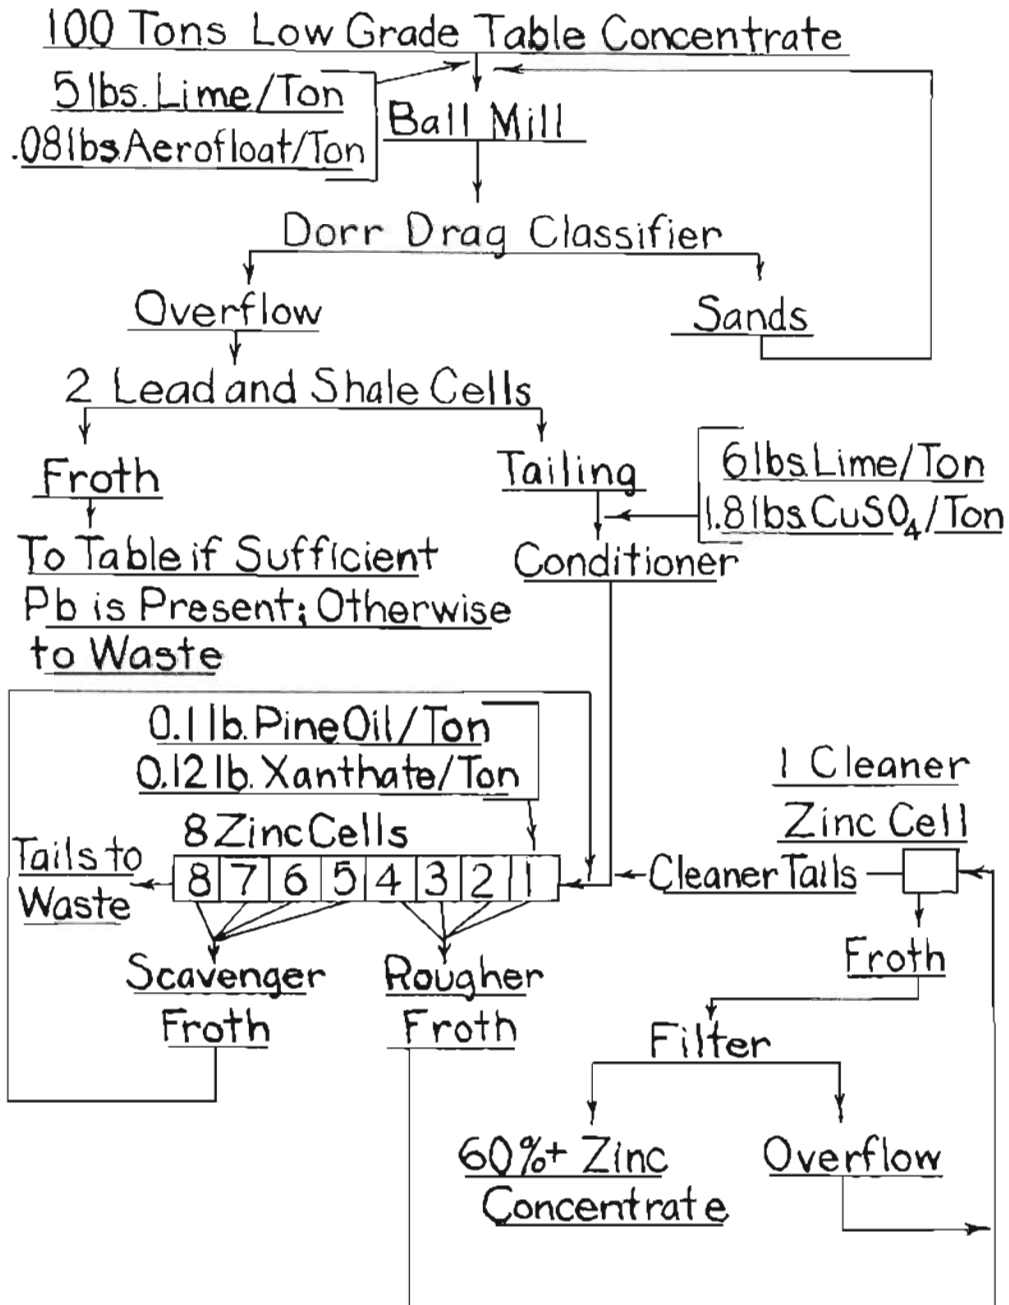 100 Tons Low Grade Table Concentrate
5 lbs. Lime/Ton
.08 lbs Aerofloat/Ton
Ball Mill
Dorr Drag Classifier
Overflow
Sands
2 Lead and Shale Cells
Froth
Tailing
6 lbs. Lime/Ton
1.8 lbs CuSO₄/Ton
To Table if Sufficient
Pb is Present; Otherwise
to Waste
Conditioner
0.1 lb. Pine Oil/Ton
0.12 lb. Xanthate/Ton
8 Zinc Cells
1 Cleaner
Zinc Cell
Tails to
Waste
8 7 6 5 4 3 2 1
Cleaner Tails
Scavenger
Froth
Rougher
Froth
Froth
Filter
60%+ Zinc
Concentrate
Overflow